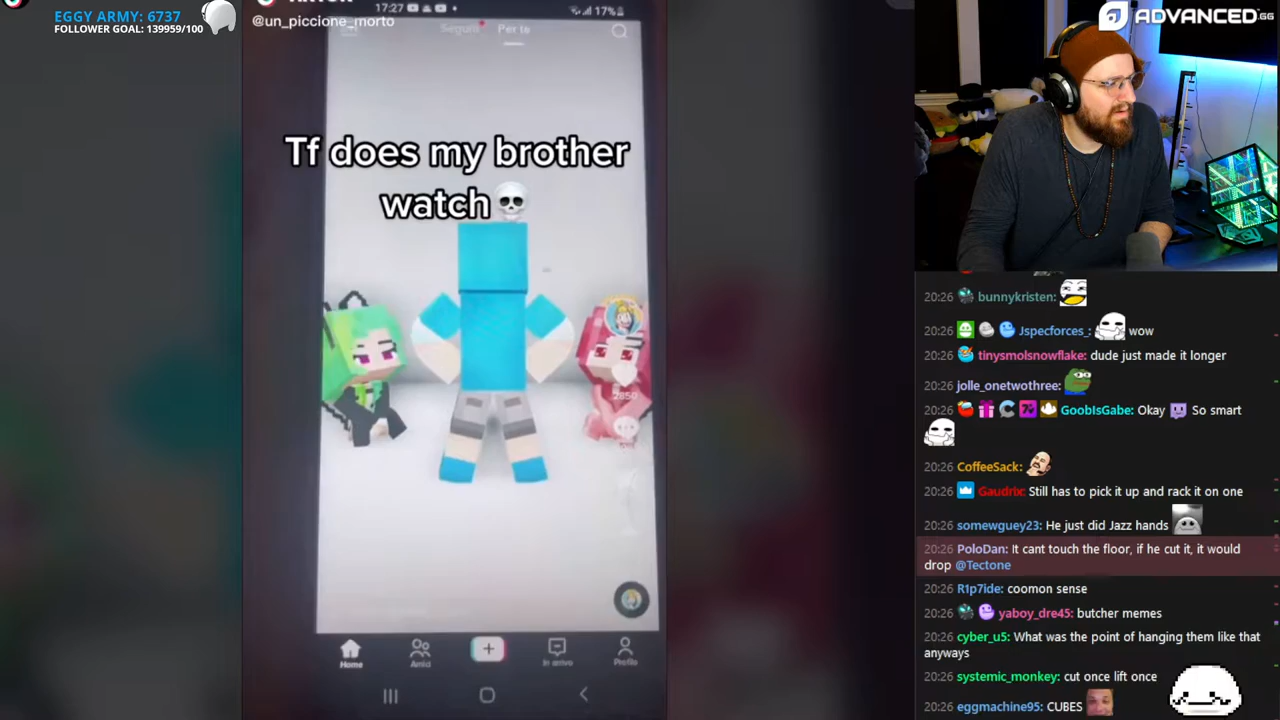 EGGY ARMY: 6737
FOLLOWER GOAL: 139959/100
@un_piccione_morto
17:27
17%
Seguiti
Per te
Tf does my brother
watch
2850
Home
Amici
In arrivo
Profilo
ADVANCED.GG
20:26 bunnykristen:
20:26 Jspecforces_: wow
20:26 tinysmolsnowflake: dude just made it longer
jolle_onetwothree:
20:26 GoobIsGabe: Okay So smart
20:26 CoffeeSack:
20:26 Gaudrix: Still has to pick it up and rack it on one
20:26 somewguey23: He just did Jazz hands
20:26 PoloDan: It cant touch the floor, if he cut it, it would
drop @Tectone
20:26 R1p7ide: coomon sense
20:26 yaboy_dre45: butcher memes
20:26 cyber_u5: What was the point of hanging them like that
anyways
20:26 systemic_monkey: cut once lift once
20:26 eggmachine95: CUBES